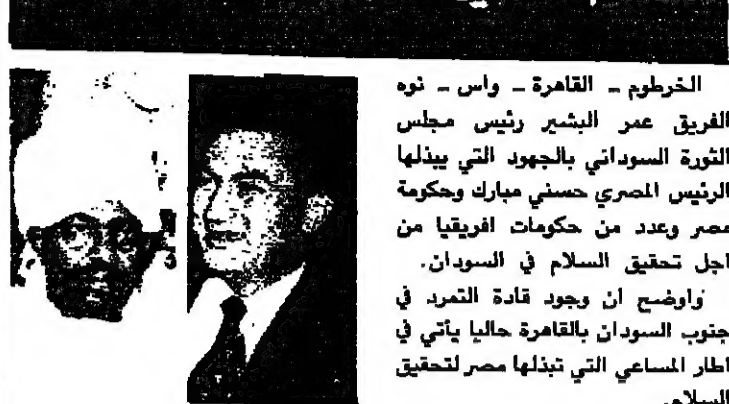 الخرطوم ـ القاهرة ـ واس ـ نوه
الفريق عمر البشير رئيس مجلس
الثورة السوداني بالجهود التي يبذلها
الرئيس المصري حسني مبارك وحكومة
مصر وعدد من حكومات افريقيا من
اجل تحقيق السلام في السودان.
واوضح ان وجود قادة التمرد في
جنوب السودان بالقاهرة حاليا يأتي في
اطار المساعي التي تبذلها مصر لتحقيق
السلام.